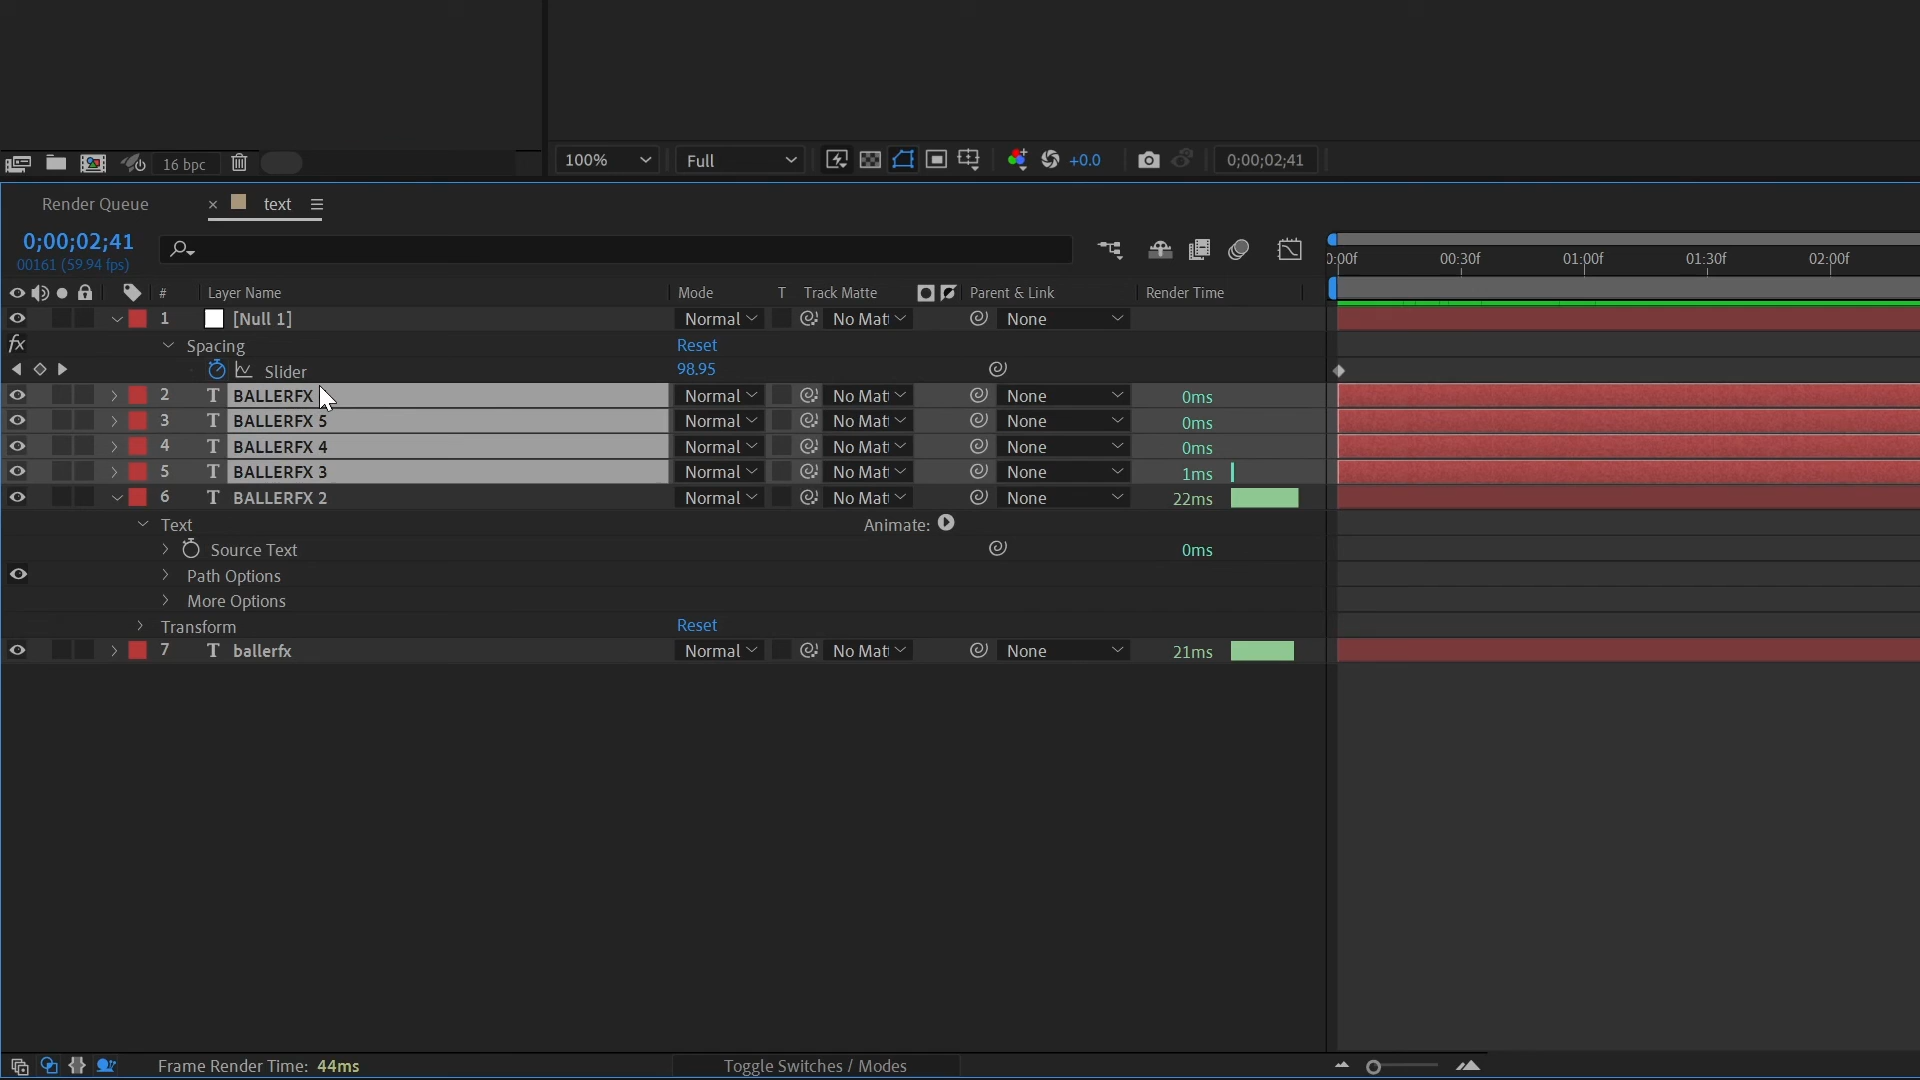 16 bpc
100% Full +0.0 0;00;02;41
Render Queue × text
0;00;02;41
00161 (59.94 fps)
0:00f 00:30f 01:00f 01:30f 02:00f
# Layer Name Mode T Track Matte Parent & Link Render Time
1 [Null 1] Normal No Mat None
fx Spacing Reset
Slider 98.95
2 T BALLERFX Normal No Mat None 0ms
3 T BALLERFX 5 Normal No Mat None 0ms
4 T BALLERFX 4 Normal No Mat None 0ms
5 T BALLERFX 3 Normal No Mat None 1ms
6 T BALLERFX 2 Normal No Mat None 22ms
Text Animate:
Source Text 0ms
Path Options
More Options
Transform Reset
7 T ballerfx Normal No Mat None 21ms
Frame Render Time: 44ms Toggle Switches / Modes